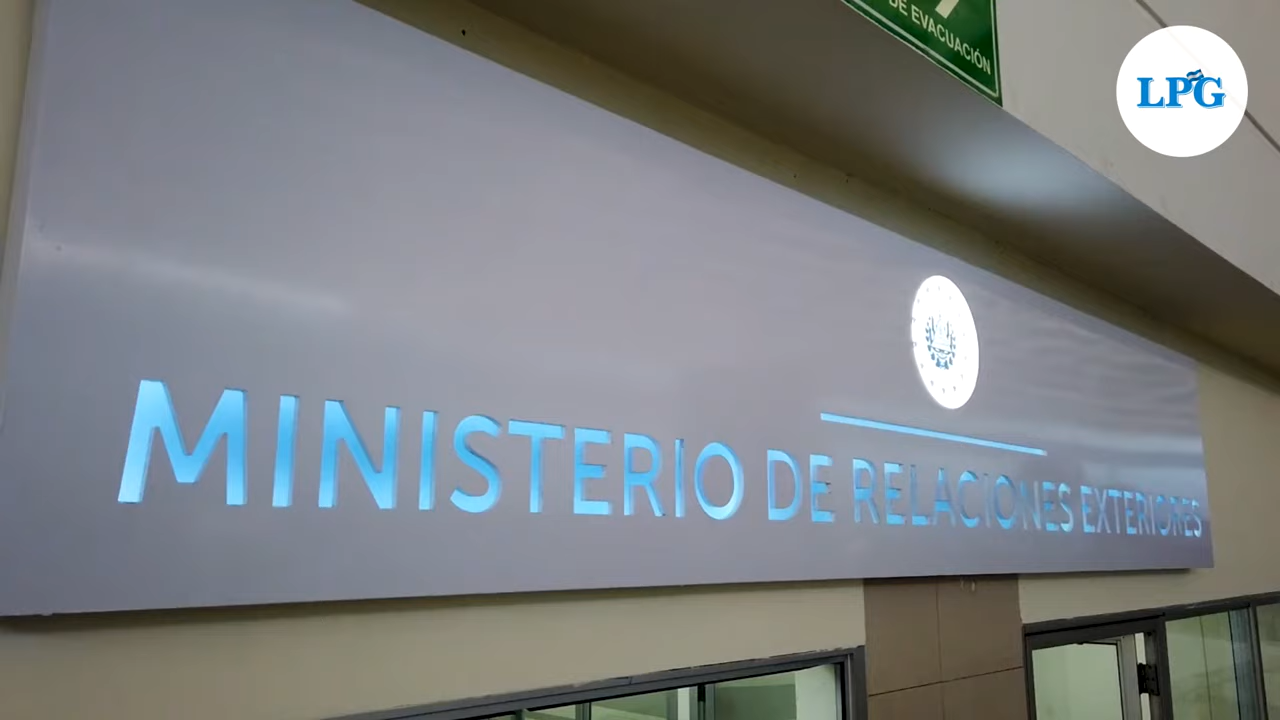 DE EVACUACIÓN
LPG
MINISTERIO DE RELACIONES EXTERIORES